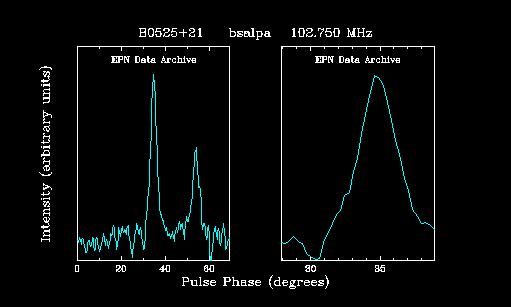 B0525+21 bsalpa 102.750 MHz
EPN Data Archive EPN Data Archive
Intensity (arbitrary units)
0 20 40 60 30 35
Pulse Phase (degrees)